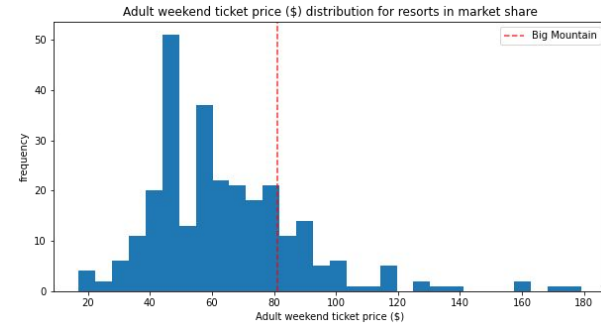 Adult weekend ticket price ($) distribution for resorts in market share
Big Mountain
50
40
30
20
10
0
frequency
20 40 60 80 100 120 140 160 180
Adult weekend ticket price ($)